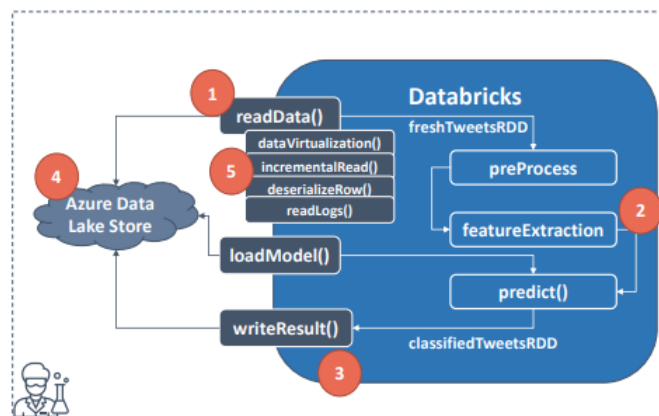 Databricks
1
readData()
freshTweetsRDD
dataVirtualization()
5
incrementalRead()
deserializeRow()
readLogs()
preProcess
4
Azure Data
Lake Store
2
featureExtraction
loadModel()
predict()
writeResult()
classifiedTweetsRDD
3